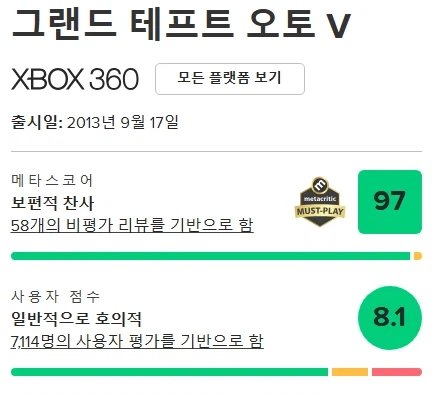 그랜드 테프트 오토 V
XBOX 360 모든 플랫폼 보기
출시일: 2013년 9월 17일
메타스코어
보편적 찬사
58개의 비평가 리뷰를 기반으로 함
metacritic
MUST-PLAY
97
사용자 점수
일반적으로 호의적
7,114명의 사용자 평가를 기반으로 함
8.1